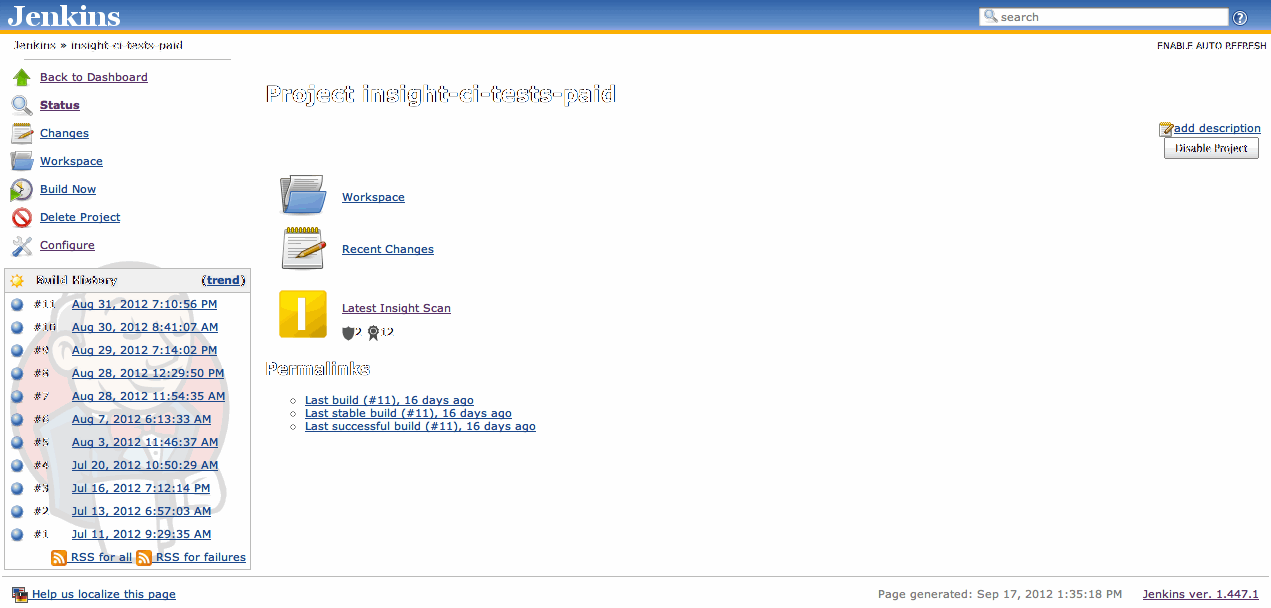 Jenkins
search
Jenkins » insight-ci-tests-paid
ENABLE AUTO REFRESH
Back to Dashboard
Status
Changes
Workspace
Build Now
Delete Project
Configure
Build History (trend)
#11 Aug 31, 2012 7:10:56 PM
#10 Aug 30, 2012 8:41:07 AM
#9 Aug 29, 2012 7:14:02 PM
#8 Aug 28, 2012 12:29:50 PM
#7 Aug 28, 2012 11:54:35 AM
#6 Aug 7, 2012 6:13:33 AM
#5 Aug 3, 2012 11:46:37 AM
#4 Jul 20, 2012 10:50:29 AM
#3 Jul 16, 2012 7:12:14 PM
#2 Jul 13, 2012 6:57:03 AM
#1 Jul 11, 2012 9:29:35 AM
RSS for all RSS for failures
Project insight-ci-tests-paid
add description
Disable Project
Workspace
Recent Changes
Latest Insight Scan
2 12
Permalinks
Last build (#11), 16 days ago
Last stable build (#11), 16 days ago
Last successful build (#11), 16 days ago
Help us localize this page
Page generated: Sep 17, 2012 1:35:18 PM
Jenkins ver. 1.447.1